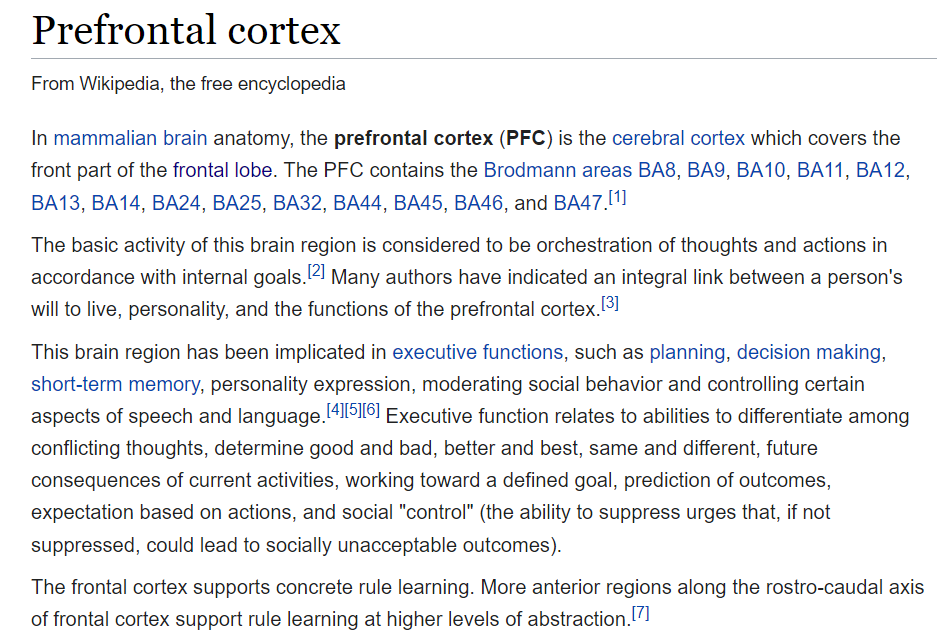 Prefrontal cortex
From Wikipedia, the free encyclopedia
In mammalian brain anatomy, the prefrontal cortex (PFC) is the cerebral cortex which covers the
front part of the frontal lobe. The PFC contains the Brodmann areas BA8, BA9, BA10, BA11, BA12,
BA13, BA14, BA24, BA25, BA32, BA44, BA45, BA46, and BA47.[1]
The basic activity of this brain region is considered to be orchestration of thoughts and actions in
accordance with internal goals.[2] Many authors have indicated an integral link between a person's
will to live, personality, and the functions of the prefrontal cortex.[3]
This brain region has been implicated in executive functions, such as planning, decision making,
short-term memory, personality expression, moderating social behavior and controlling certain
aspects of speech and language.[4][5][6] Executive function relates to abilities to differentiate among
conflicting thoughts, determine good and bad, better and best, same and different, future
consequences of current activities, working toward a defined goal, prediction of outcomes,
expectation based on actions, and social "control" (the ability to suppress urges that, if not
suppressed, could lead to socially unacceptable outcomes).
The frontal cortex supports concrete rule learning. More anterior regions along the rostro-caudal axis
of frontal cortex support rule learning at higher levels of abstraction.[7]